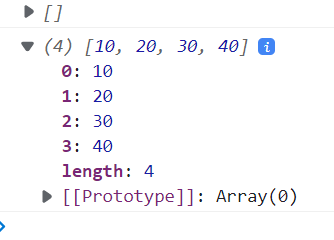 []
(4) [10, 20, 30, 40] i
0: 10
1: 20
2: 30
3: 40
length: 4
[[Prototype]]: Array(0)